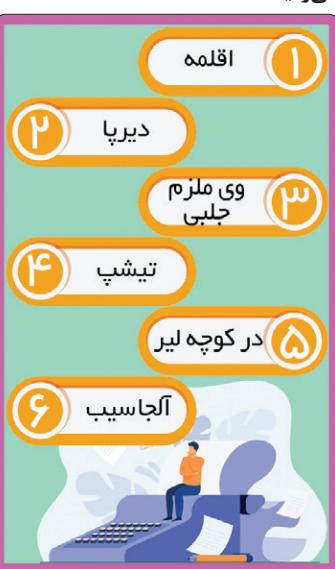 ۱ اقلمه
۲ دیرپا
۳ وی ملزم
جلبی
۴ تیشپ
۵ در کوچه لیر
۶ آلجاسیب